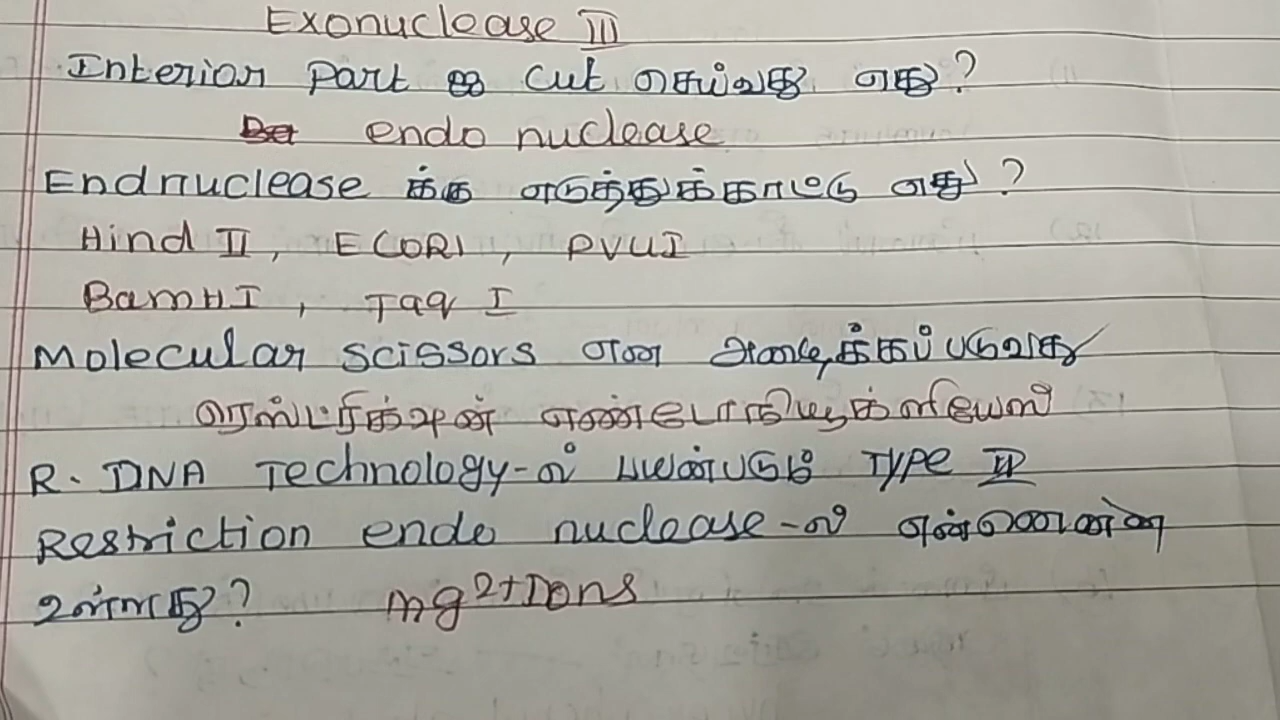 Exonuclease III
Interior Part ஐ cut செய்வது எது?
endo nuclease
Endnuclease க்கு எடுத்துக்காட்டு எது?
Hind II, ECORI, PVUI
BamHI, Taq I
Molecular scissors என அழைக்கப்படுவது
ரெஸ்ட்ரிக்ஷன் எண்டோநியூக்ளியேஸ்
R. DNA Technology-ல் பயன்படும் TYPE II
Restriction endo nuclease-ல் என்னென்ன
உள்ளது? mg2+Ions